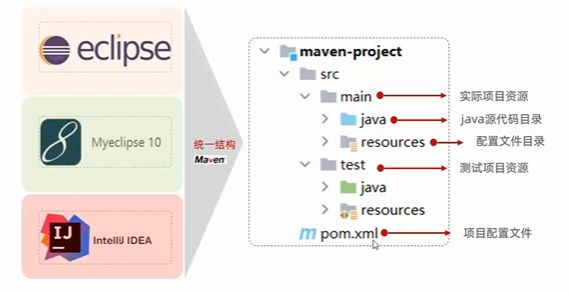 eclipse
Myeclipse 10
IJ
IntelliJ IDEA
统一结构
Maven
maven-project
src
main
实际项目资源
java
java源代码目录
resources
配置文件目录
test
测试项目资源
java
resources
m pom.xml
项目配置文件